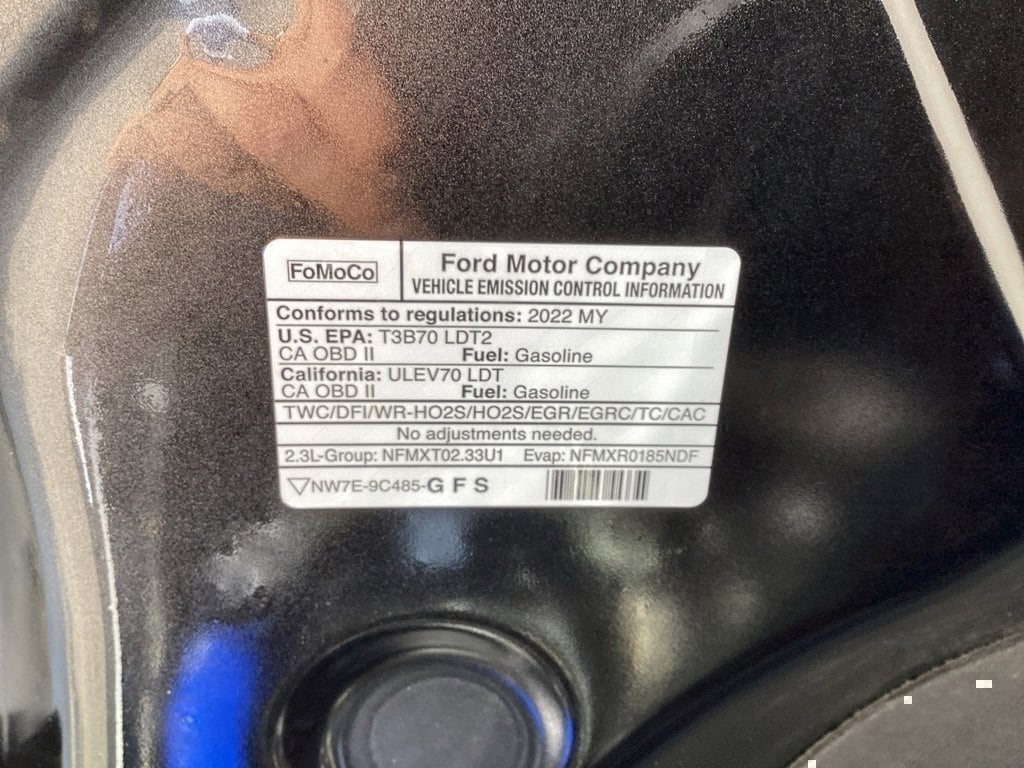 FoMoCo
Ford Motor Company
VEHICLE EMISSION CONTROL INFORMATION
Conforms to regulations: 2022 MY
U.S. EPA: T3B70 LDT2
CA OBD II Fuel: Gasoline
California: ULEV70 LDT
CA OBD II Fuel: Gasoline
TWC/DFI/WR-HO2S/HO2S/EGR/EGRC/TC/CAC
No adjustments needed.
2.3L-Group: NFMXT02.33U1 Evap: NFMXR0185NDF
▽NW7E-9C485-G F S